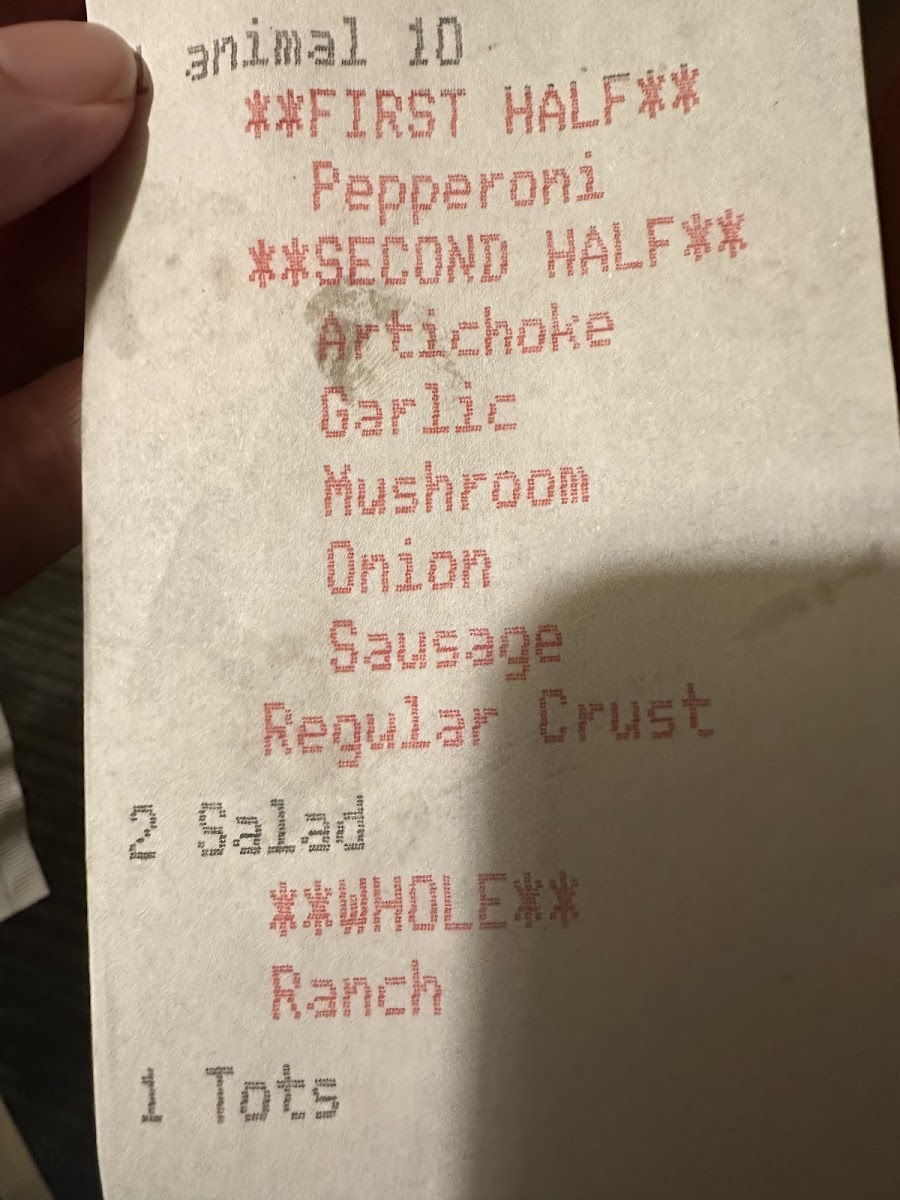 animal 10
**FIRST HALF**
Pepperoni
**SECOND HALF**
Artichoke
Garlic
Mushroom
Onion
Sausage
Regular Crust
2 Salad
**WHOLE**
Ranch
1 Tots